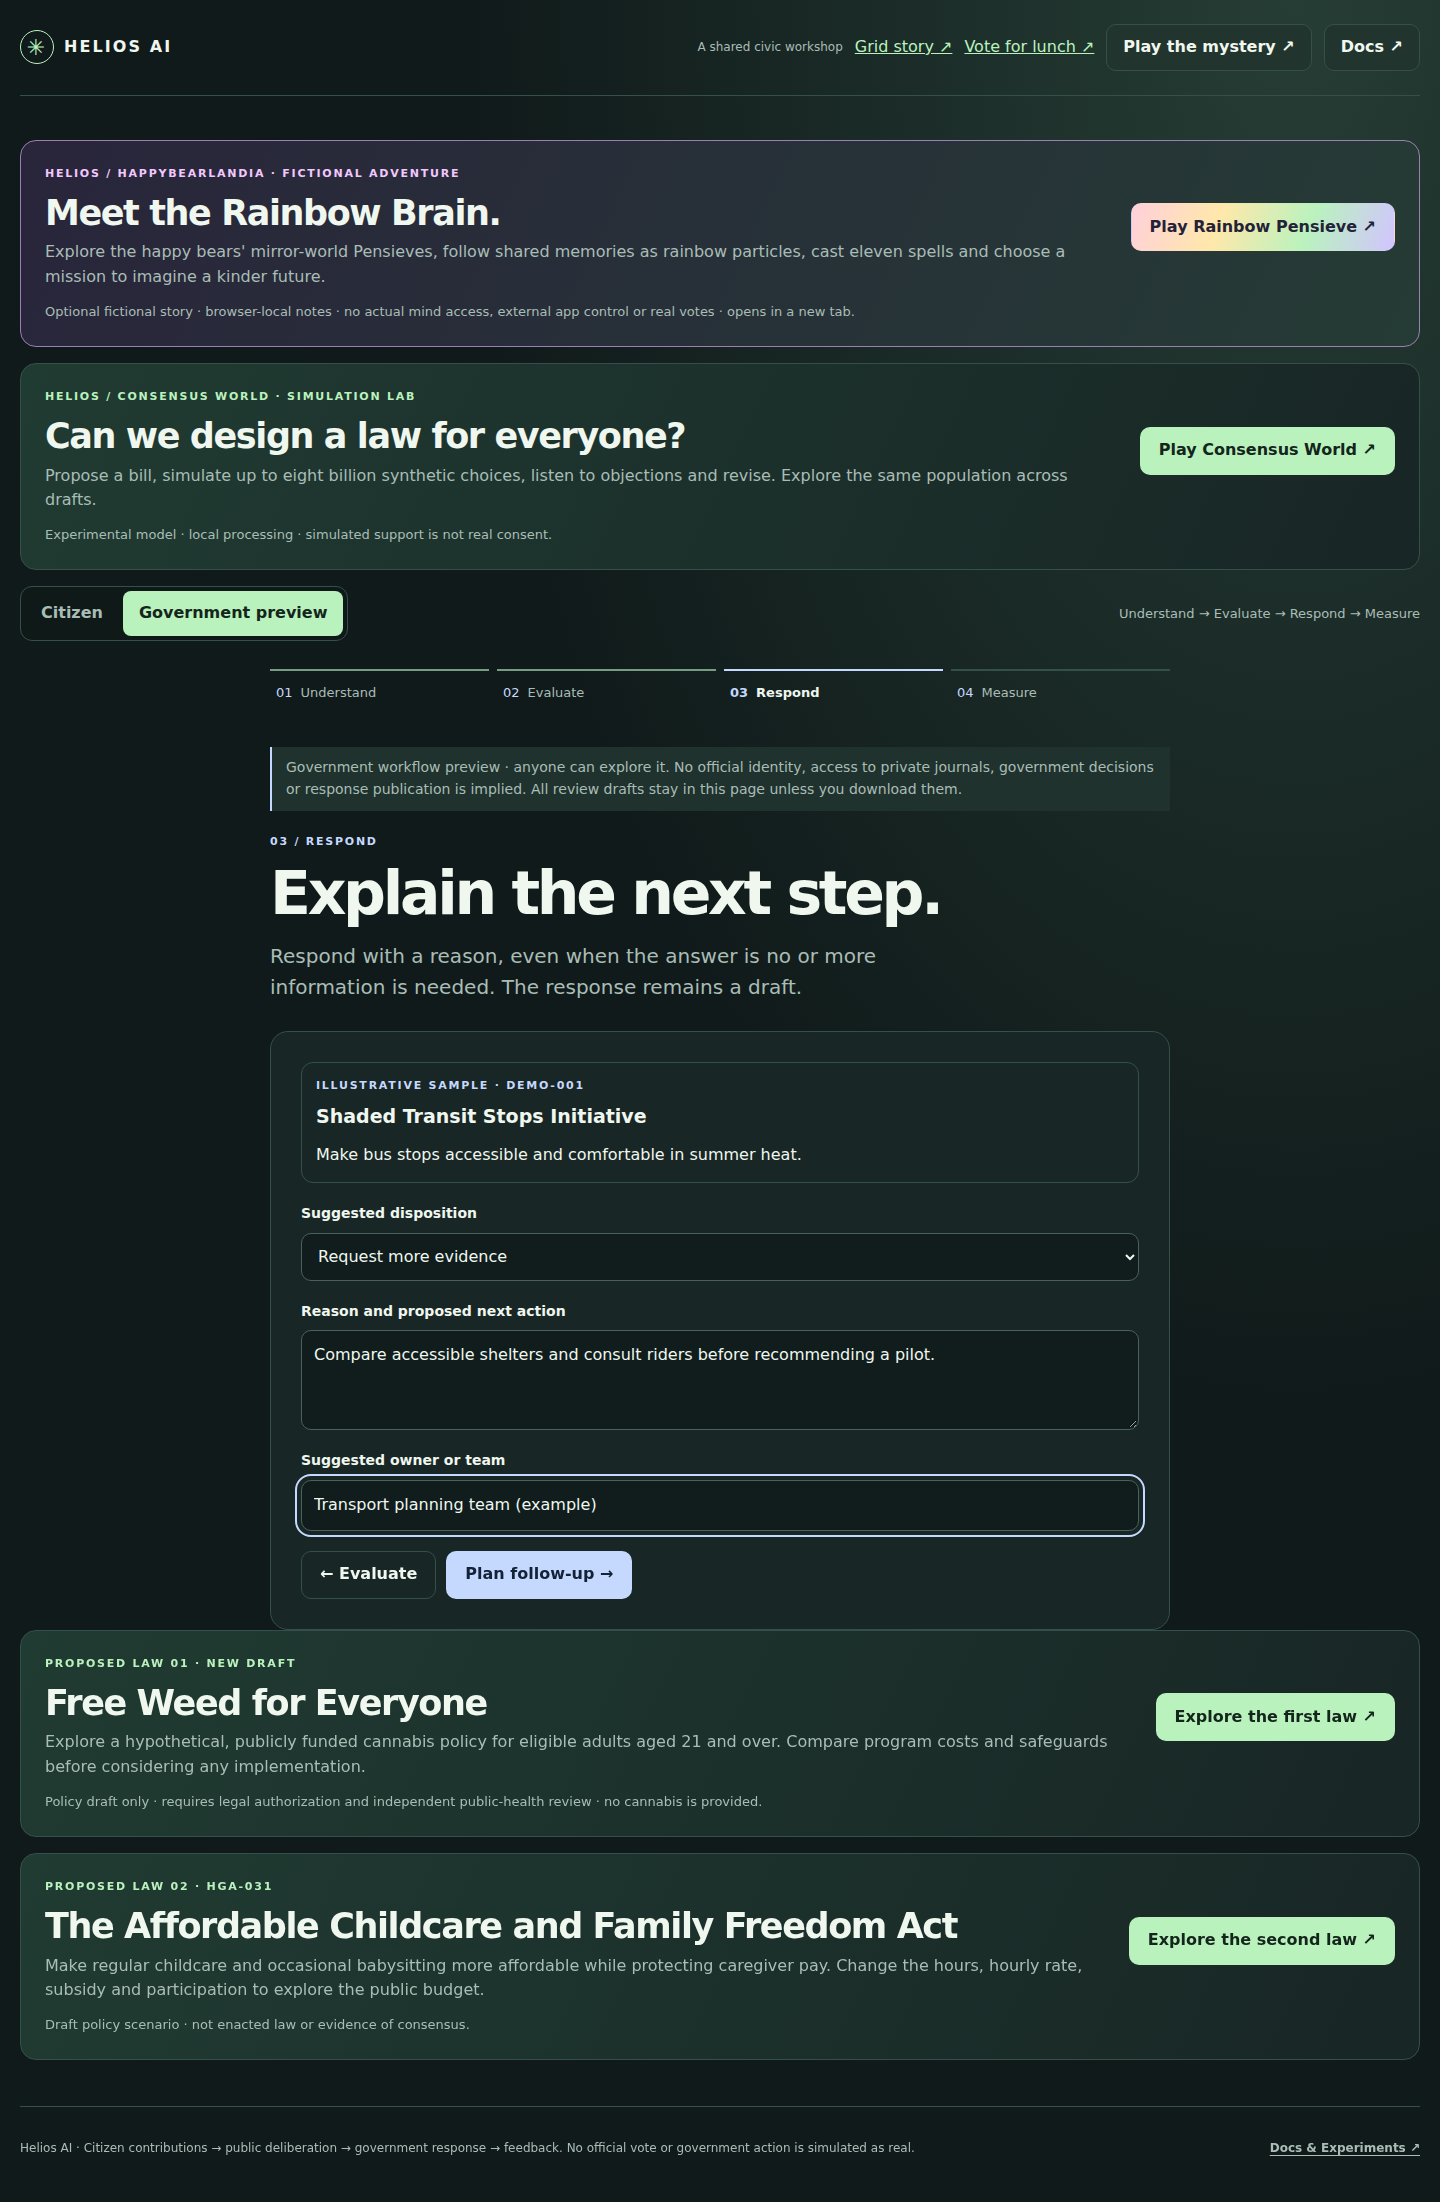 HELIOS AI
A shared civic workshop
Grid story ↗
Vote for lunch ↗
Play the mystery ↗
Docs ↗
HELIOS / HAPPYBEARLANDIA · FICTIONAL ADVENTURE
Meet the Rainbow Brain.
Explore the happy bears' mirror-world Pensieves, follow shared memories as rainbow particles, cast eleven spells and choose a
mission to imagine a kinder future.
Optional fictional story · browser-local notes · no actual mind access, external app control or real votes · opens in a new tab.
Play Rainbow Pensieve ↗
HELIOS / CONSENSUS WORLD · SIMULATION LAB
Can we design a law for everyone?
Propose a bill, simulate up to eight billion synthetic choices, listen to objections and revise. Explore the same population across
drafts.
Experimental model · local processing · simulated support is not real consent.
Play Consensus World ↗
Citizen
Government preview
Understand → Evaluate → Respond → Measure
01 Understand
02 Evaluate
03 Respond
04 Measure
Government workflow preview · anyone can explore it. No official identity, access to private journals, government decisions
or response publication is implied. All review drafts stay in this page unless you download them.
03 / RESPOND
Explain the next step.
Respond with a reason, even when the answer is no or more
information is needed. The response remains a draft.
ILLUSTRATIVE SAMPLE · DEMO-001
Shaded Transit Stops Initiative
Make bus stops accessible and comfortable in summer heat.
Suggested disposition
Request more evidence
Reason and proposed next action
Compare accessible shelters and consult riders before recommending a pilot.
Suggested owner or team
Transport planning team (example)
← Evaluate
Plan follow-up →
PROPOSED LAW 01 · NEW DRAFT
Free Weed for Everyone
Explore a hypothetical, publicly funded cannabis policy for eligible adults aged 21 and over. Compare program costs and safeguards
before considering any implementation.
Policy draft only · requires legal authorization and independent public-health review · no cannabis is provided.
Explore the first law ↗
PROPOSED LAW 02 · HGA-031
The Affordable Childcare and Family Freedom Act
Make regular childcare and occasional babysitting more affordable while protecting caregiver pay. Change the hours, hourly rate,
subsidy and participation to explore the public budget.
Draft policy scenario · not enacted law or evidence of consensus.
Explore the second law ↗
Helios AI · Citizen contributions → public deliberation → government response → feedback. No official vote or government action is simulated as real.
Docs & Experiments ↗